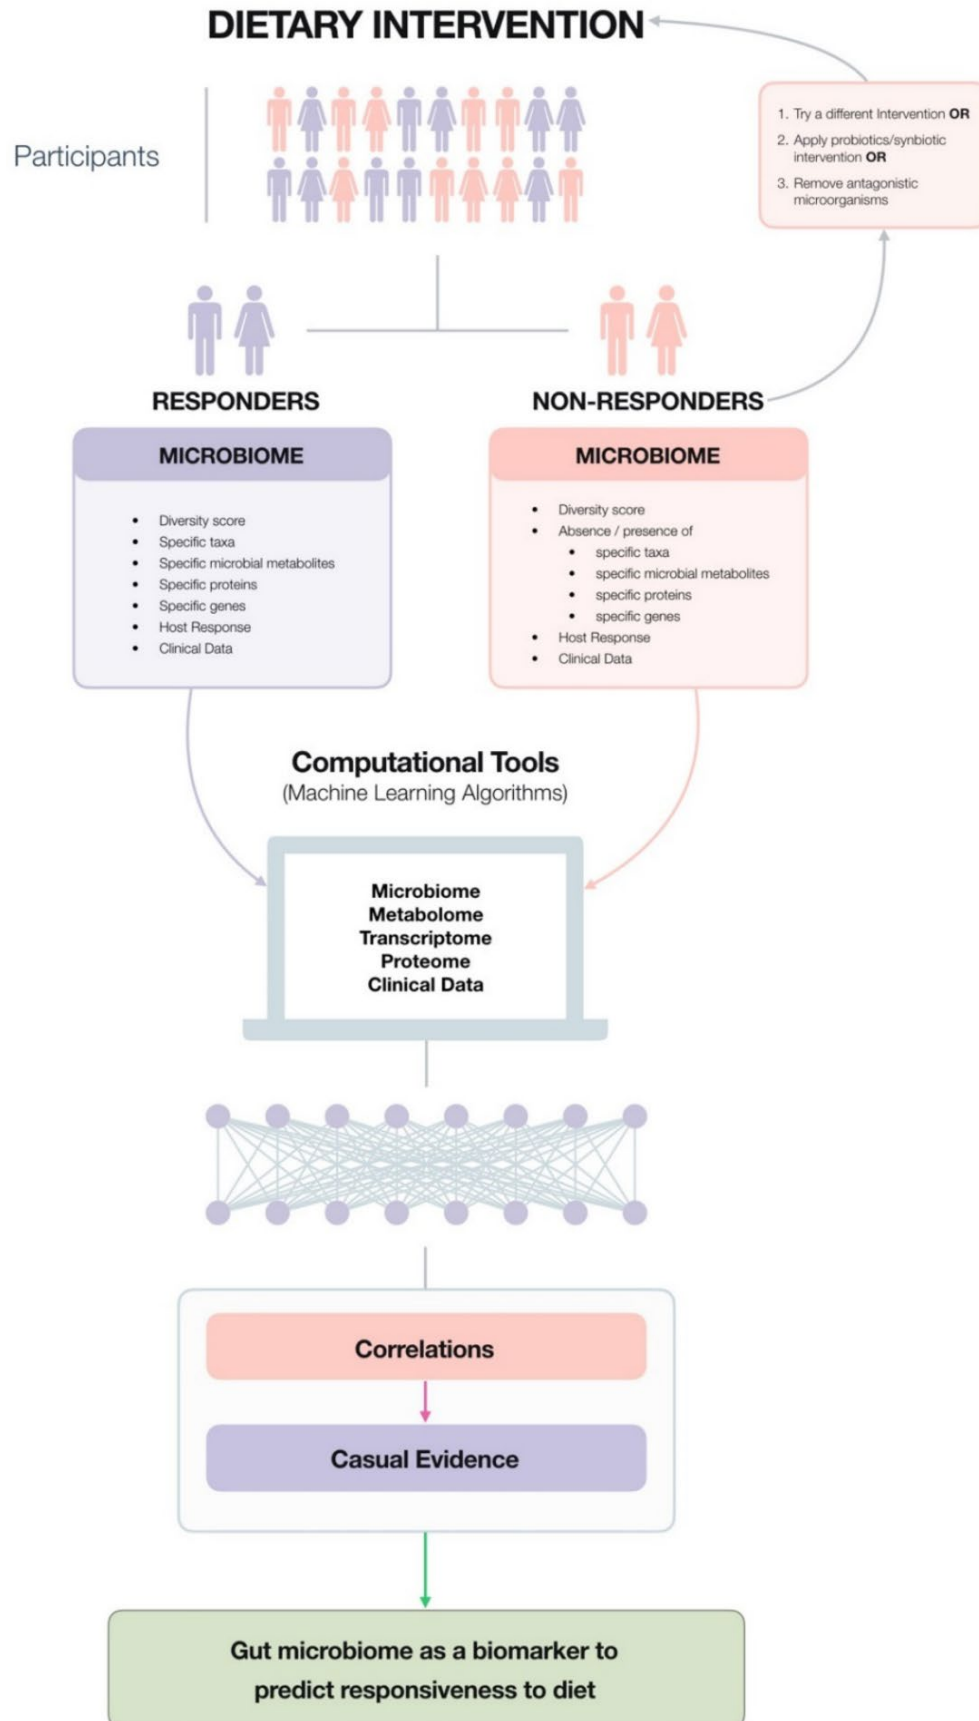 DIETARY INTERVENTION
Participants
1. Try a different Intervention OR
2. Apply probiotics/synbiotic
intervention OR
3. Remove antagonistic
microorganisms
RESPONDERS
NON-RESPONDERS
MICROBIOME
• Diversity score
• Specific taxa
• Specific microbial metabolites
• Specific proteins
• Specific genes
• Host Response
• Clinical Data
MICROBIOME
• Diversity score
• Absence / presence of
• specific taxa
• specific microbial metabolites
• specific proteins
• specific genes
• Host Response
• Clinical Data
Computational Tools
(Machine Learning Algorithms)
Microbiome
Metabolome
Transcriptome
Proteome
Clinical Data
Correlations
Casual Evidence
Gut microbiome as a biomarker to
predict responsiveness to diet